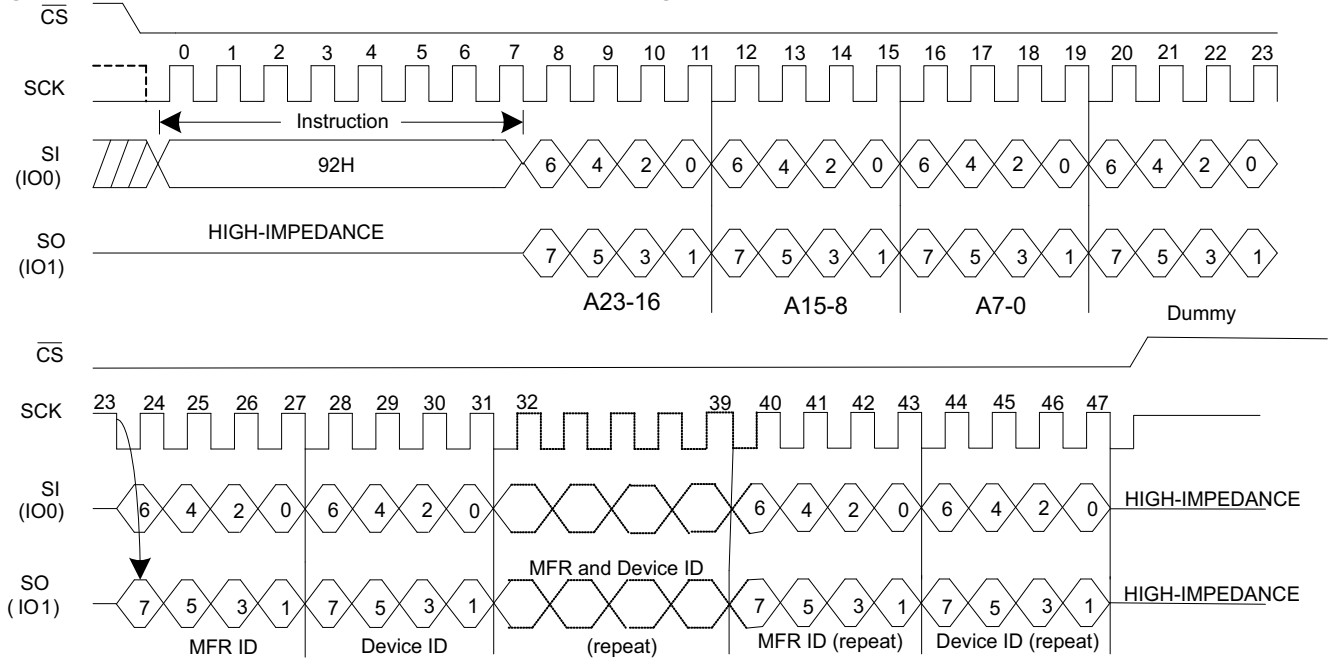 CS
0 1 2 3 4 5 6 7 8 9 10 11 12 13 14 15 16 17 18 19 20 21 22 23
SCK
Instruction
SI
(IO0)
92H
6 4 2 0 6 4 2 0 6 4 2 0 6 4 2 0
SO
(IO1)
HIGH-IMPEDANCE
7 5 3 1 7 5 3 1 7 5 3 1 7 5 3 1
A23-16 A15-8 A7-0 Dummy
CS
SCK
23 24 25 26 27 28 29 30 31 32 39 40 41 42 43 44 45 46 47
SI
(IO0)
6 4 2 0 6 4 2 0 6 4 2 0 6 4 2 0
HIGH-IMPEDANCE
MFR and Device ID
SO
( IO1)
7 5 3 1 7 5 3 1 7 5 3 1 7 5 3 1
HIGH-IMPEDANCE
MFR ID Device ID (repeat) MFR ID (repeat) Device ID (repeat)